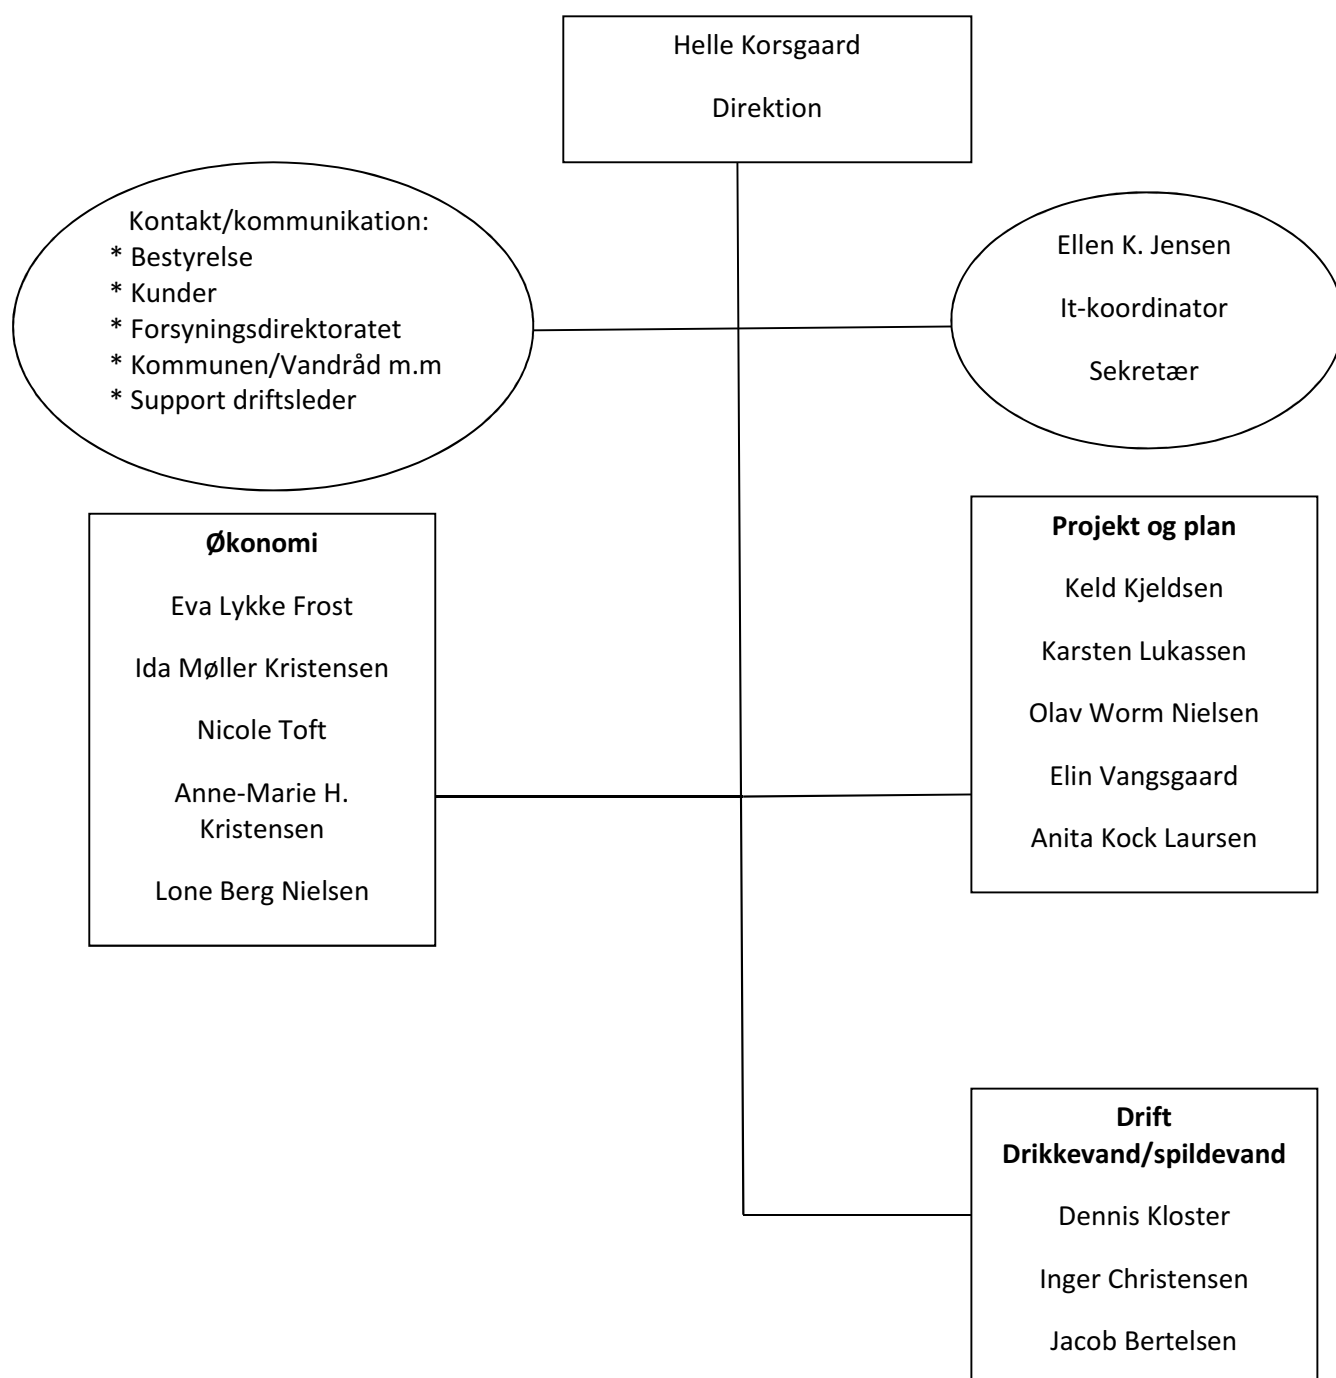 Helle Korsgaard
Direktion
Kontakt/kommunikation:
* Bestyrelse
* Kunder
* Forsyningsdirektoratet
* Kommunen/Vandråd m.m
* Support driftsleder
Ellen K. Jensen
It-koordinator
Sekretær
Økonomi
Eva Lykke Frost
Ida Møller Kristensen
Nicole Toft
Anne-Marie H.
Kristensen
Lone Berg Nielsen
Projekt og plan
Keld Kjeldsen
Karsten Lukassen
Olav Worm Nielsen
Elin Vangsgaard
Anita Kock Laursen
Drift
Drikkevand/spildevand
Dennis Kloster
Inger Christensen
Jacob Bertelsen